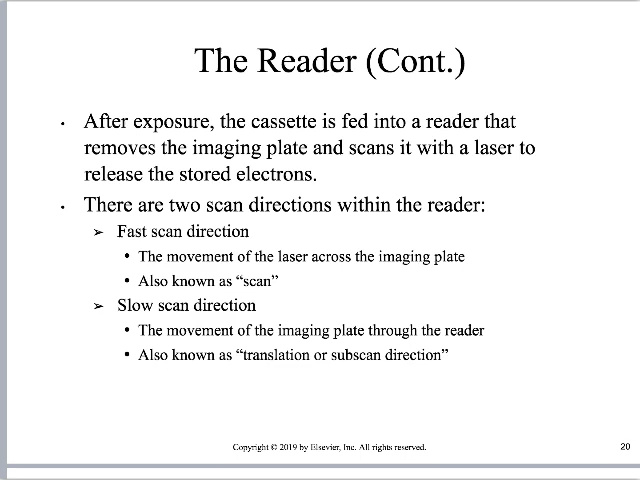 The Reader (Cont.)
• After exposure, the cassette is fed into a reader that
removes the imaging plate and scans it with a laser to
release the stored electrons.
• There are two scan directions within the reader:
➢ Fast scan direction
• The movement of the laser across the imaging plate
• Also known as “scan”
➢ Slow scan direction
• The movement of the imaging plate through the reader
• Also known as “translation or subscan direction”
Copyright © 2019 by Elsevier, Inc. All rights reserved.
20